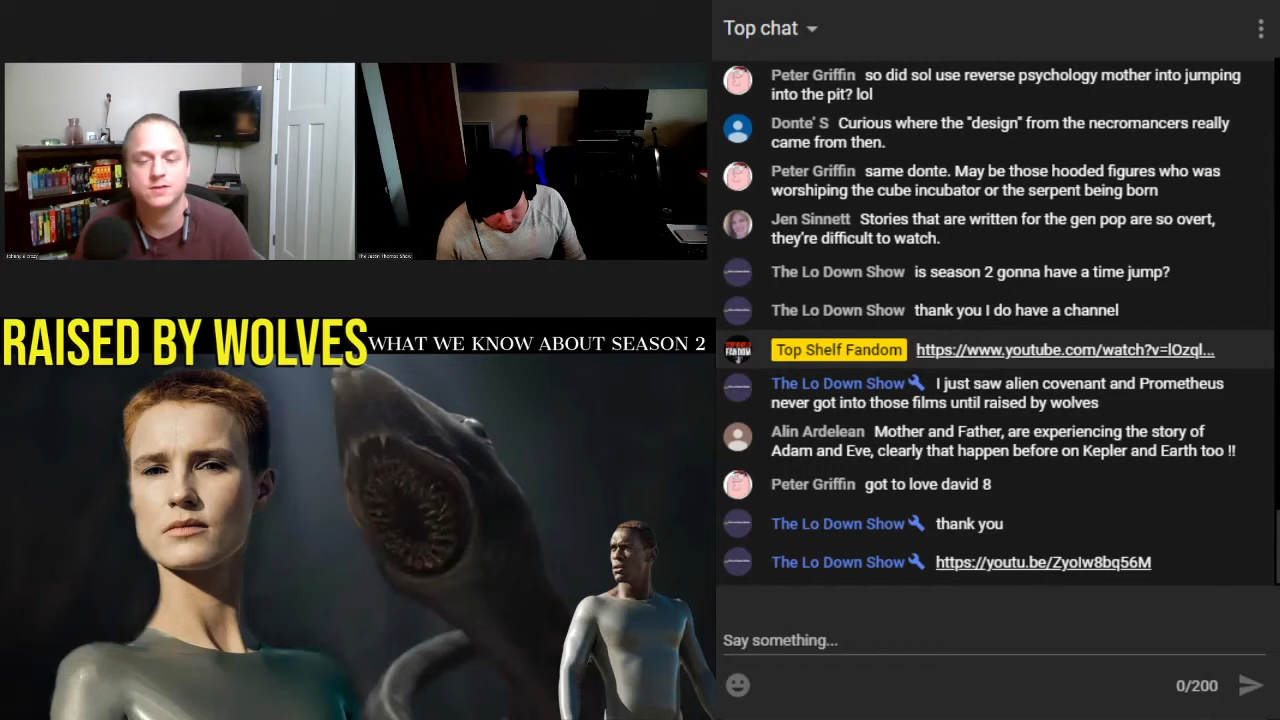 Top chat
Peter Griffin so did sol use reverse psychology mother into jumping
into the pit? lol
Donte' S Curious where the "design" from the necromancers really
came from then.
Peter Griffin same donte. May be those hooded figures who was
worshiping the cube incubator or the serpent being born
Jen Sinnett Stories that are written for the gen pop are so overt,
they're difficult to watch.
The Lo Down Show is season 2 gonna have a time jump?
The Lo Down Show thank you I do have a channel
Top Shelf Fandom https://www.youtube.com/watch?v=lOzql...
The Lo Down Show I just saw alien covenant and Prometheus
never got into those films until raised by wolves
Alin Ardelean Mother and Father, are experiencing the story of
Adam and Eve, clearly that happen before on Kepler and Earth too !!
Peter Griffin got to love david 8
The Lo Down Show thank you
The Lo Down Show https://youtu.be/ZyoIw8bq56M
Say something...
0/200
The Justin Thomas Show
RAISED BY WOLVES
WHAT WE KNOW ABOUT SEASON 2